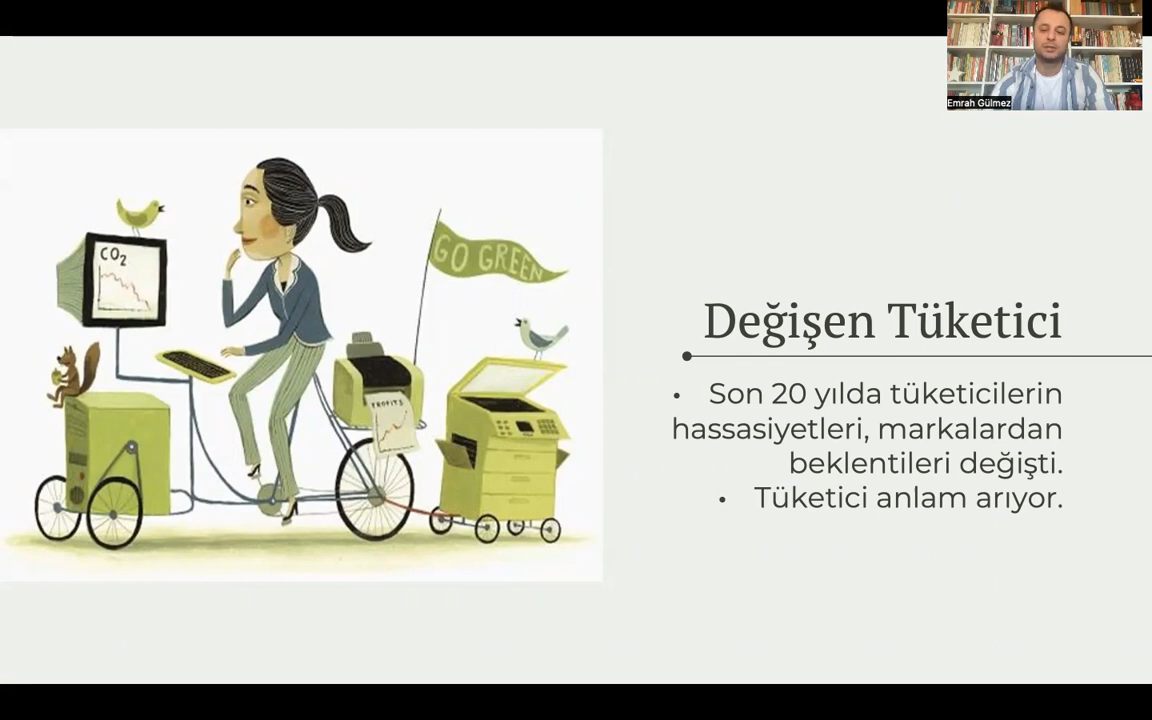 Emrah Gülmez
CO2
GO GREEN
PROFITS
Değişen Tüketici
• Son 20 yılda tüketicilerin
hassasiyetleri, markalardan
beklentileri değişti.
• Tüketici anlam arıyor.